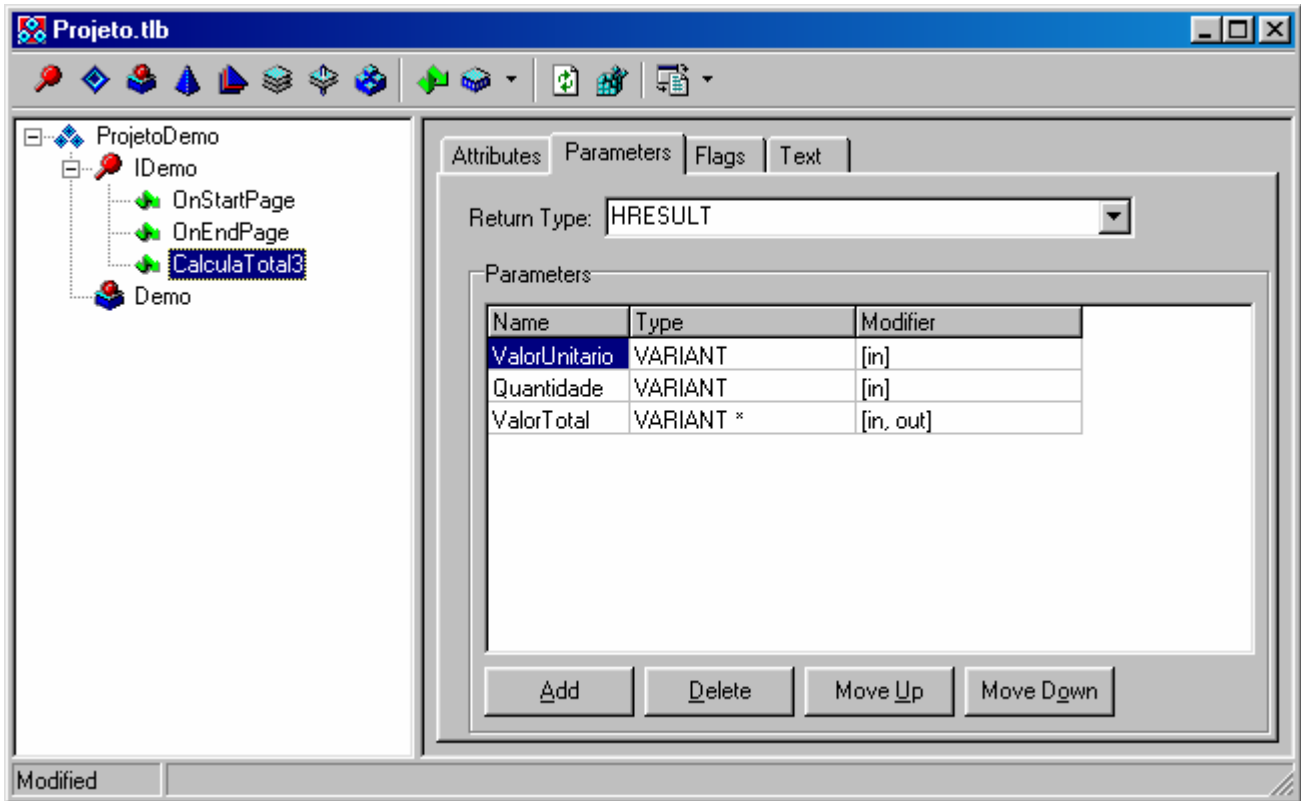 Projeto.tlb
ProjetoDemo
IDemo
OnStartPage
OnEndPage
CalculaTotal3
Demo
Attributes Parameters Flags Text
Return Type: HRESULT
Parameters
Name Type Modifier
ValorUnitario VARIANT [in]
Quantidade VARIANT [in]
ValorTotal VARIANT * [in, out]
Add Delete Move Up Move Down
Modified